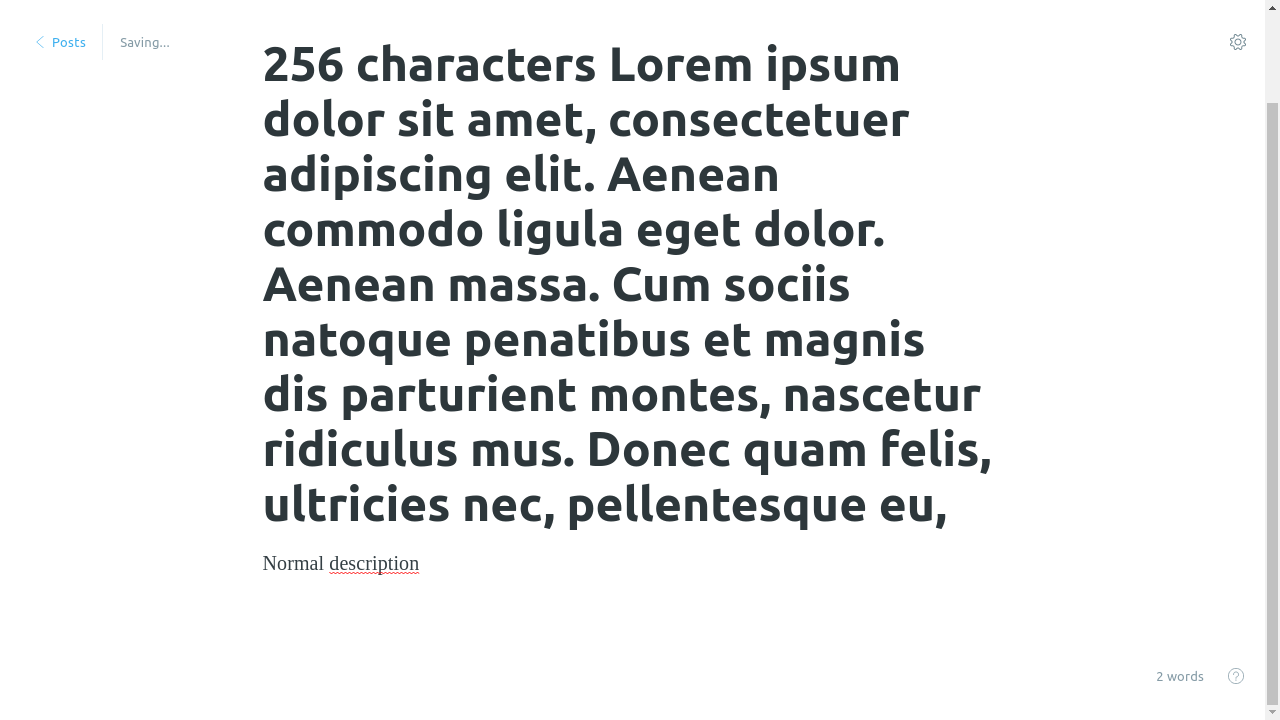 Posts
Saving...
256 characters Lorem ipsum
dolor sit amet, consectetuer
adipiscing elit. Aenean
commodo ligula eget dolor.
Aenean massa. Cum sociis
natoque penatibus et magnis
dis parturient montes, nascetur
ridiculus mus. Donec quam felis,
ultricies nec, pellentesque eu,
Normal description
2 words
?